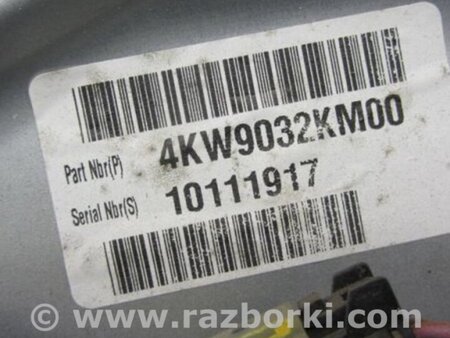 Part Nbr(P) 4KW9032KM00
Serial Nbr(S) 10111917
© www.razborki.com